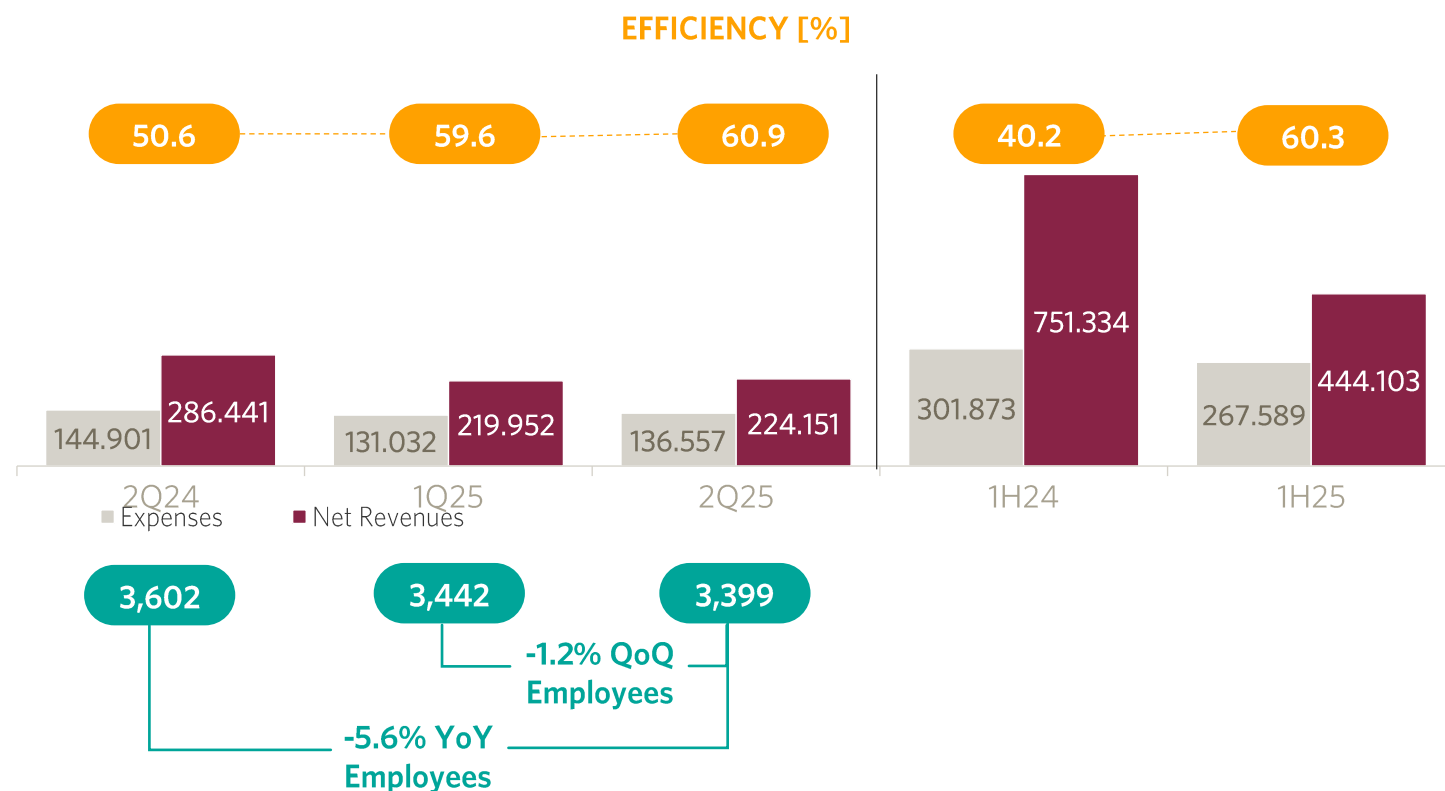 EFFICIENCY [%]
50.6
59.6
60.9
40.2
60.3
144.901
286.441
131.032
219.952
136.557
224.151
301.873
751.334
267.589
444.103
2Q24
1Q25
2Q25
1H24
1H25
Expenses
Net Revenues
3,602
3,442
3,399
-1.2% QoQ
Employees
-5.6% YoY
Employees